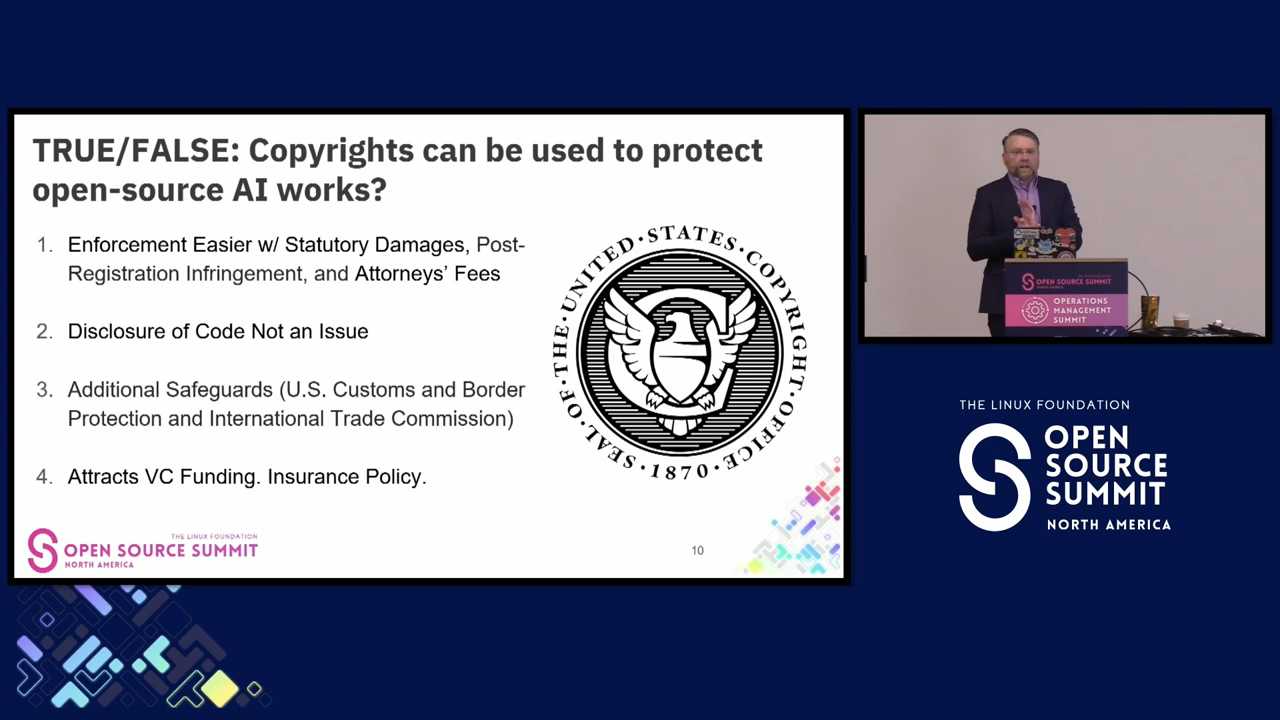 TRUE/FALSE: Copyrights can be used to protect
open-source AI works?
1. Enforcement Easier w/ Statutory Damages, Post-
Registration Infringement, and Attorneys' Fees
2. Disclosure of Code Not an Issue
3. Additional Safeguards (U.S. Customs and Border
Protection and International Trade Commission)
4. Attracts VC Funding. Insurance Policy.
SEAL·OF·THE·UNITED·STATES·COPYRIGHT·OFFICE·
·1870·
THE LINUX FOUNDATION
OPEN SOURCE SUMMIT
NORTH AMERICA
10
OPEN SOURCE SUMMIT
OPERATIONS
MANAGEMENT
SUMMIT
THE LINUX FOUNDATION
OPEN
SOURCE
SUMMIT
NORTH AMERICA